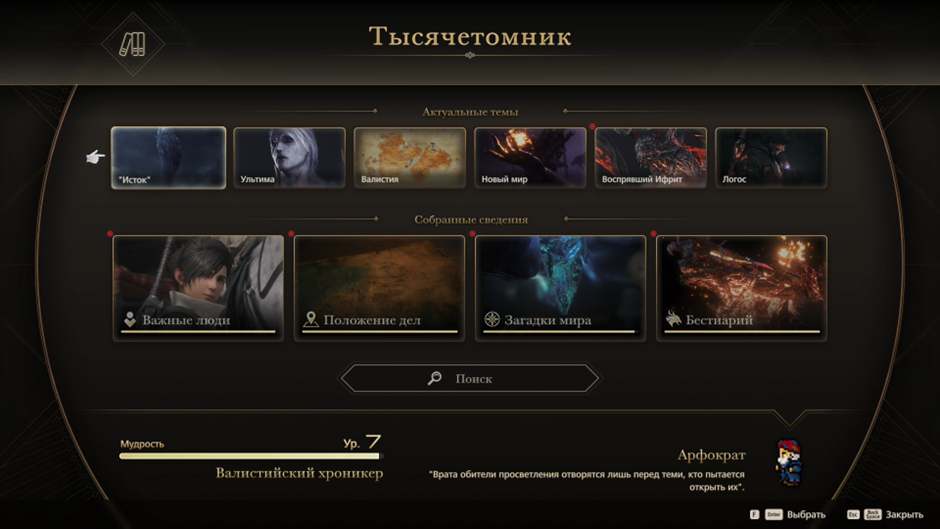 Тысячетомник
Актуальные темы
"Исток"
Ультима
Валистия
Новый мир
Воспрявший Ифрит
Логос
Собранные сведения
Важные люди
Положение дел
Загадки мира
Бестиарий
Поиск
Мудрость
Ур. 7
Валистийский хроникер
Арфократ
"Врата обители просветления отворятся лишь перед теми, кто пытается
открыть их".
F Enter Выбрать Esc Back Space Закрыть